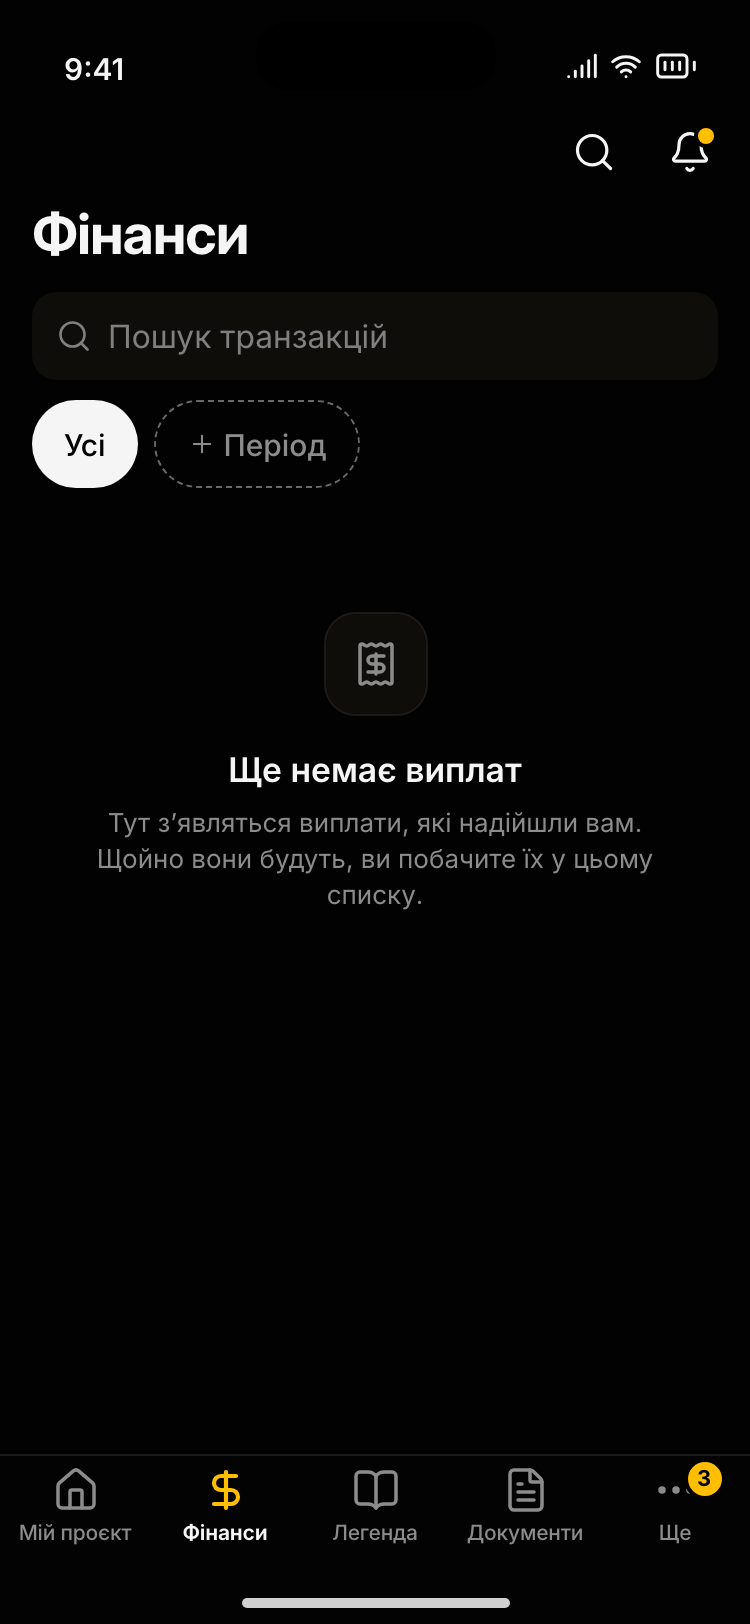 9:41
Фінанси
Пошук транзакцій
Усі
+ Період
Ще немає виплат
Тут з’являться виплати, які надійшли вам.
Щойно вони будуть, ви побачите їх у цьому
списку.
3
Мій проєкт
Фінанси
Легенда
Документи
Ще